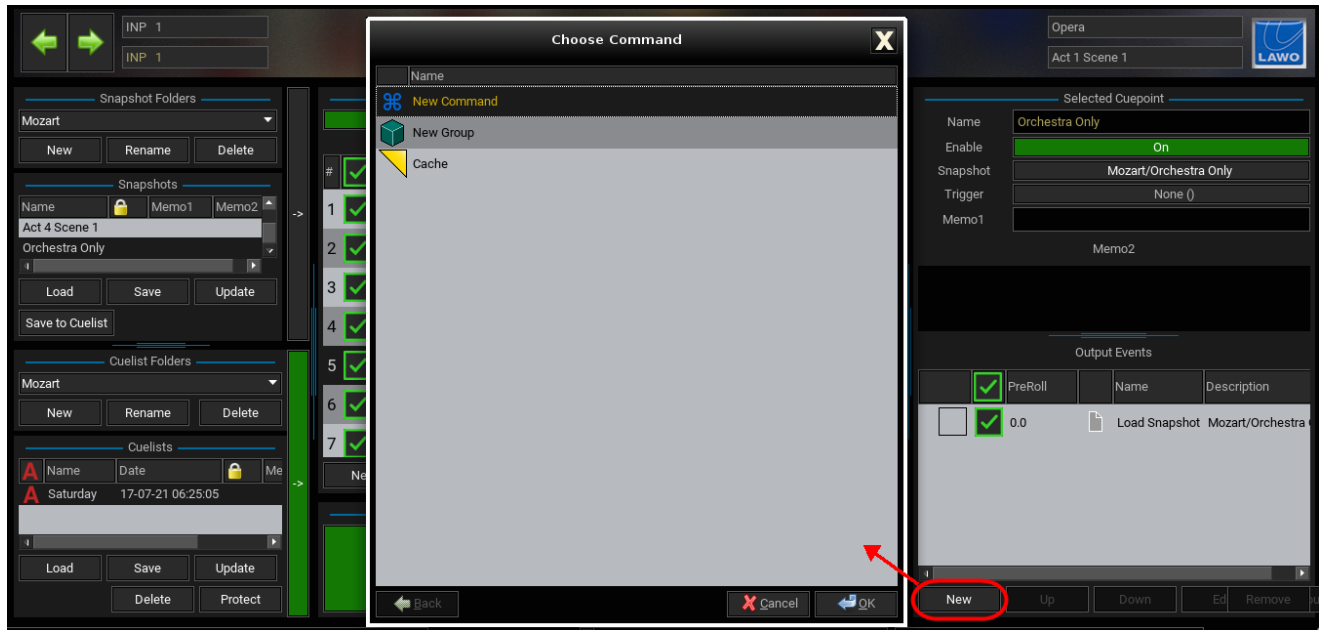 INP 1
INP 1
Opera
Act 1 Scene 1
LAWO
Snapshot Folders
Mozart
New Rename Delete
Snapshots
Name Memo1 Memo2
Act 4 Scene 1
Orchestra Only
Load Save Update
Save to Cuelist
->
Cuelist Folders
Mozart
New Rename Delete
Cuelists
A Name Date Me
A Saturday 17-07-21 06:25:05
Load Save Update
Delete Protect
->
#
1
2
3
4
5
6
7
Ne
Choose Command X
Name
New Command
New Group
Cache
Back Cancel OK
Selected Cuepoint
Name Orchestra Only
Enable On
Snapshot Mozart/Orchestra Only
Trigger None ()
Memo1
Memo2
Output Events
PreRoll Name Description
0.0 Load Snapshot Mozart/Orchestra
New Up Down Ed Remove